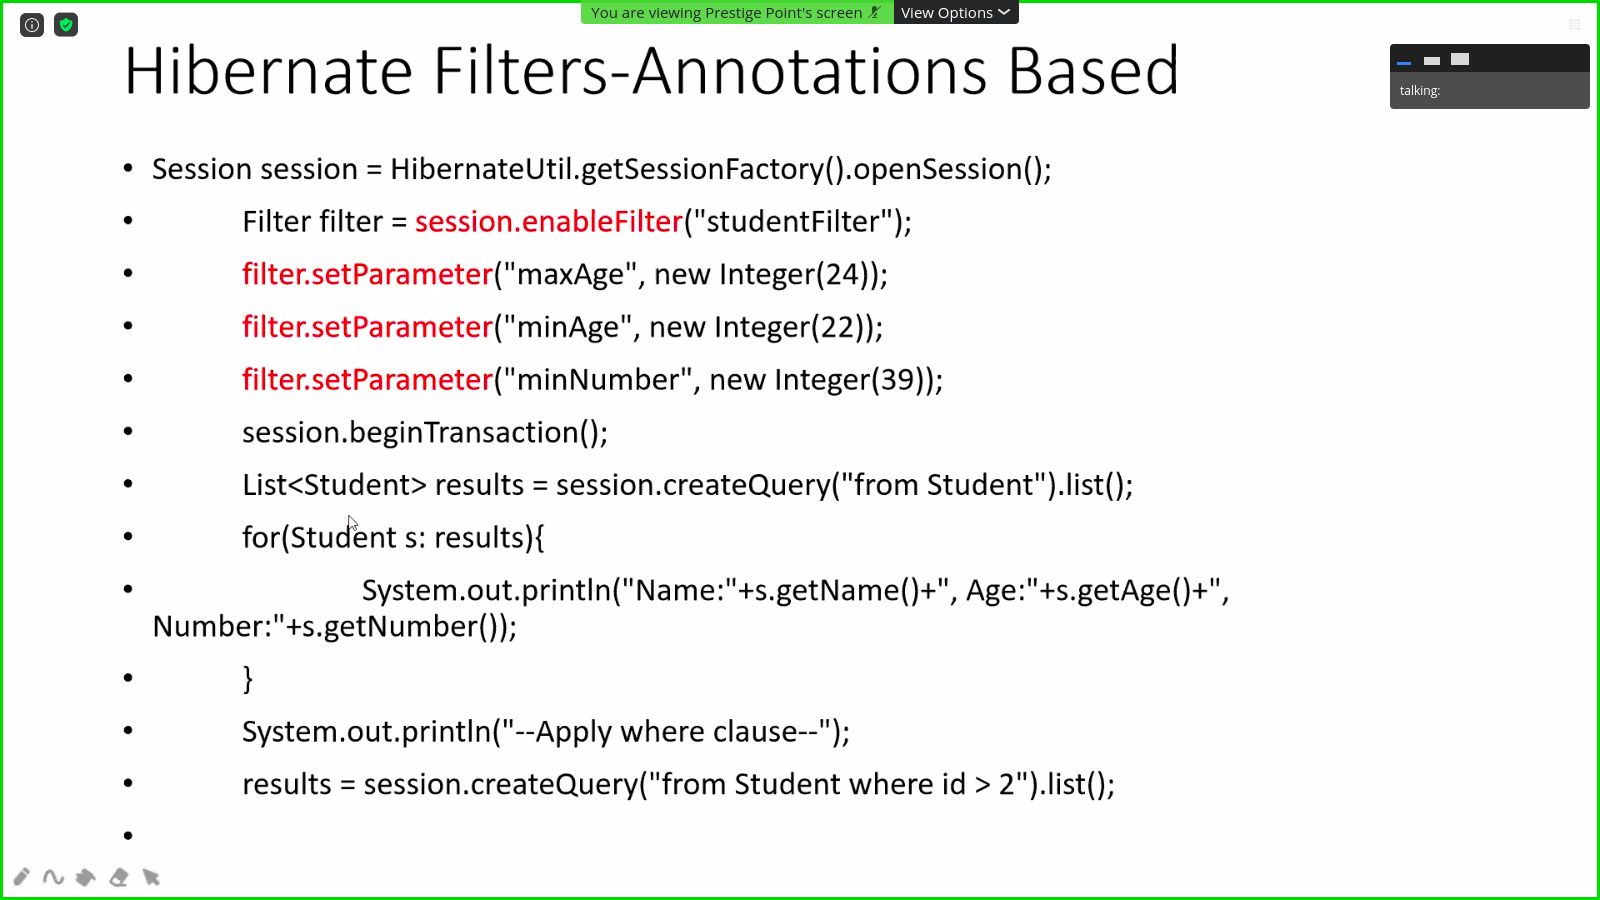 You are viewing Prestige Point's screen
View Options
talking:
Hibernate Filters-Annotations Based
• Session session = HibernateUtil.getSessionFactory().openSession();
• Filter filter = session.enableFilter("studentFilter");
• filter.setParameter("maxAge", new Integer(24));
• filter.setParameter("minAge", new Integer(22));
• filter.setParameter("minNumber", new Integer(39));
• session.beginTransaction();
• List<Student> results = session.createQuery("from Student").list();
• for(Student s: results){
• System.out.println("Name:"+s.getName()+", Age:"+s.getAge()+",
Number:"+s.getNumber());
• }
• System.out.println("--Apply where clause--");
• results = session.createQuery("from Student where id > 2").list();
•